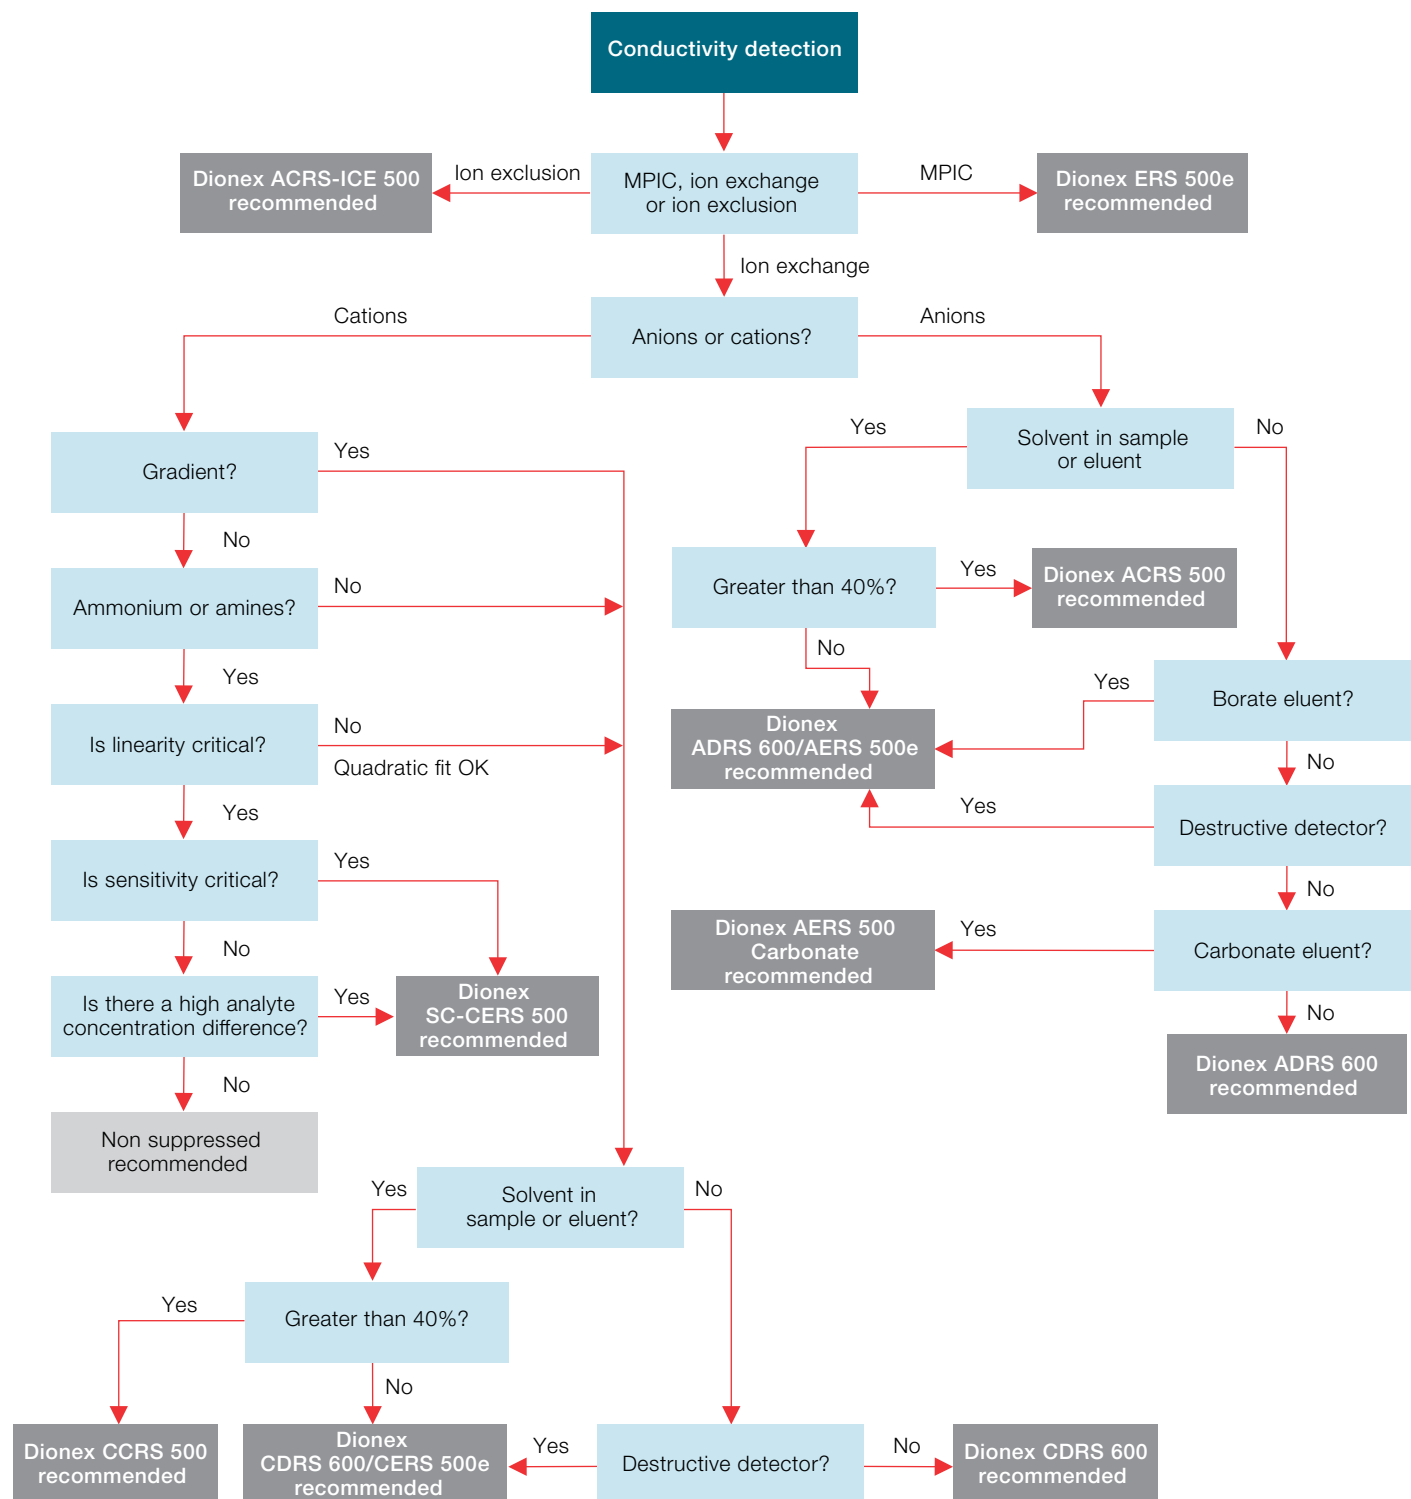 Conductivity detection
Ion exclusion
MPIC
Dionex ACRS-ICE 500
recommended
MPIC, ion exchange
or ion exclusion
Dionex ERS 500e
recommended
Ion exchange
Cations
Anions
Anions or cations?
Yes
Solvent in sample
or eluent
No
Gradient?
Yes
No
Greater than 40%?
Yes
Dionex ACRS 500
recommended
Ammonium or amines?
No
No
Yes
Yes
Borate eluent?
Is linearity critical?
No
Quadratic fit OK
Dionex
ADRS 600/AERS 500e
recommended
No
Yes
Yes
Destructive detector?
Is sensitivity critical?
Yes
No
No
Dionex AERS 500
Carbonate
recommended
Yes
Carbonate eluent?
Is there a high analyte
concentration difference?
Yes
Dionex
SC-CERS 500
recommended
No
No
Dionex ADRS 600
recommended
Non suppressed
recommended
Yes
Solvent in
sample or eluent?
No
Yes
Greater than 40%?
No
Dionex CCRS 500
recommended
Dionex
CDRS 600/CERS 500e
recommended
Yes
Destructive detector?
No
Dionex CDRS 600
recommended